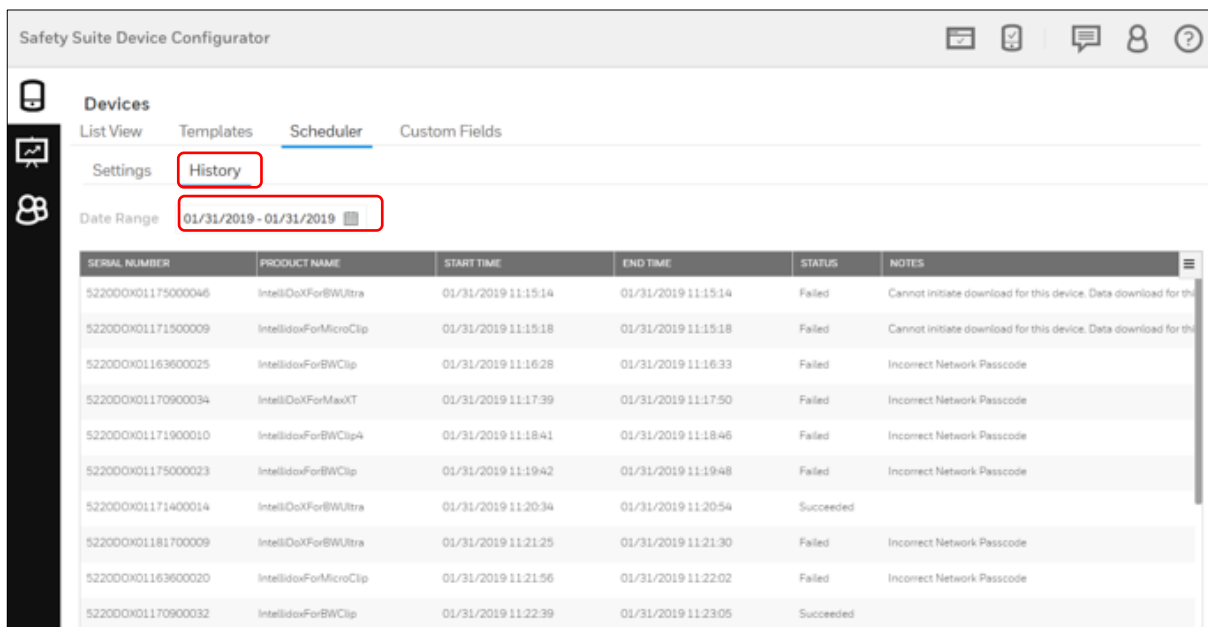 Safety Suite Device Configurator
Devices
List View Templates Scheduler Custom Fields
Settings History
Date Range 01/31/2019 - 01/31/2019
SERIAL NUMBER PRODUCT NAME START TIME END TIME STATUS NOTES
5220DOX01175000046 IntelliDoXForBWUltra 01/31/2019 11:15:14 01/31/2019 11:15:14 Failed Cannot initiate download for this device. Data download for thi
5220DOX01171500009 IntellidoxForMicroClip 01/31/2019 11:15:18 01/31/2019 11:15:18 Failed Cannot initiate download for this device. Data download for thi
5220DOX01163600025 IntellidoxForBWClip 01/31/2019 11:16:28 01/31/2019 11:16:33 Failed Incorrect Network Passcode
5220DOX01170900034 IntelliDoXForMaxXT 01/31/2019 11:17:39 01/31/2019 11:17:50 Failed Incorrect Network Passcode
5220DOX01171900010 IntellidoxForBWClip4 01/31/2019 11:18:41 01/31/2019 11:18:46 Failed Incorrect Network Passcode
5220DOX01175000023 IntellidoxForBWClip 01/31/2019 11:19:42 01/31/2019 11:19:48 Failed Incorrect Network Passcode
5220DOX01171400014 IntelliDoXForBWUltra 01/31/2019 11:20:34 01/31/2019 11:20:54 Succeeded
5220DOX01181700009 IntelliDoXForBWUltra 01/31/2019 11:21:25 01/31/2019 11:21:30 Failed Incorrect Network Passcode
5220DOX01163600020 IntellidoxForMicroClip 01/31/2019 11:21:56 01/31/2019 11:22:02 Failed Incorrect Network Passcode
5220DOX01170900032 IntellidoxForBWClip 01/31/2019 11:22:39 01/31/2019 11:23:05 Succeeded